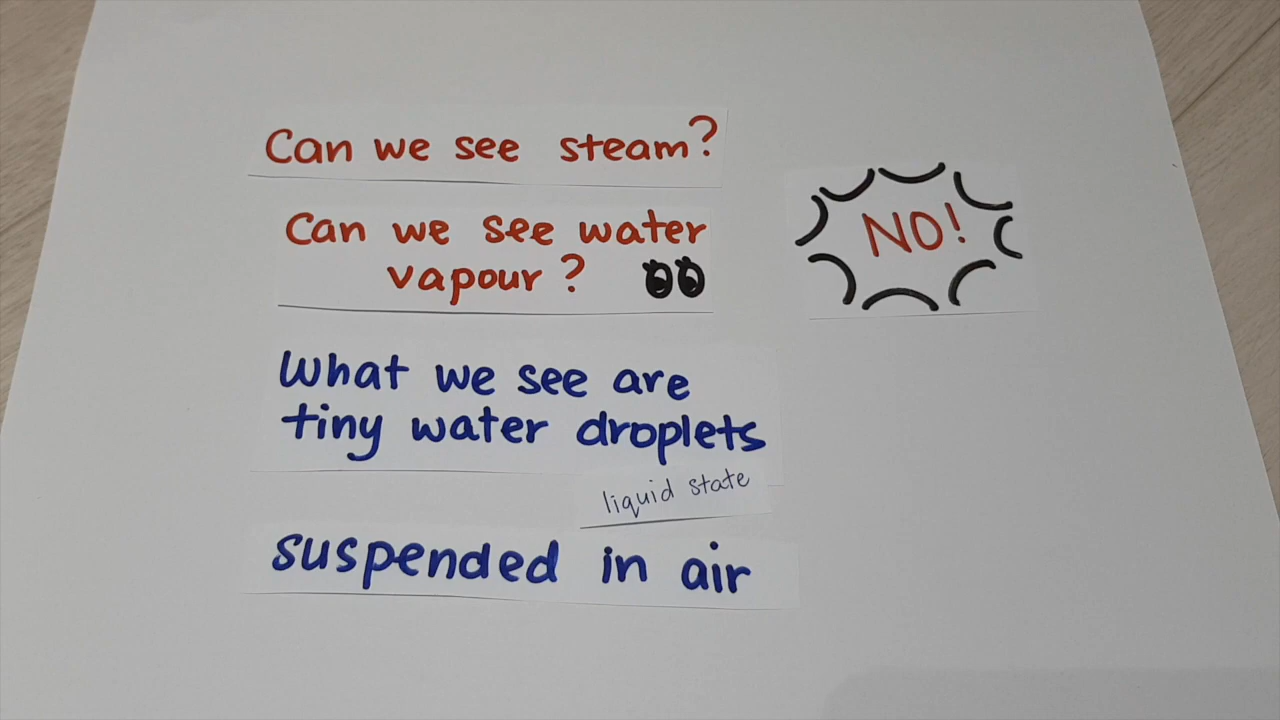 Can we see steam?
Can we see water
vapour?
NO!
What we see are
tiny water droplets
liquid state
suspended in air